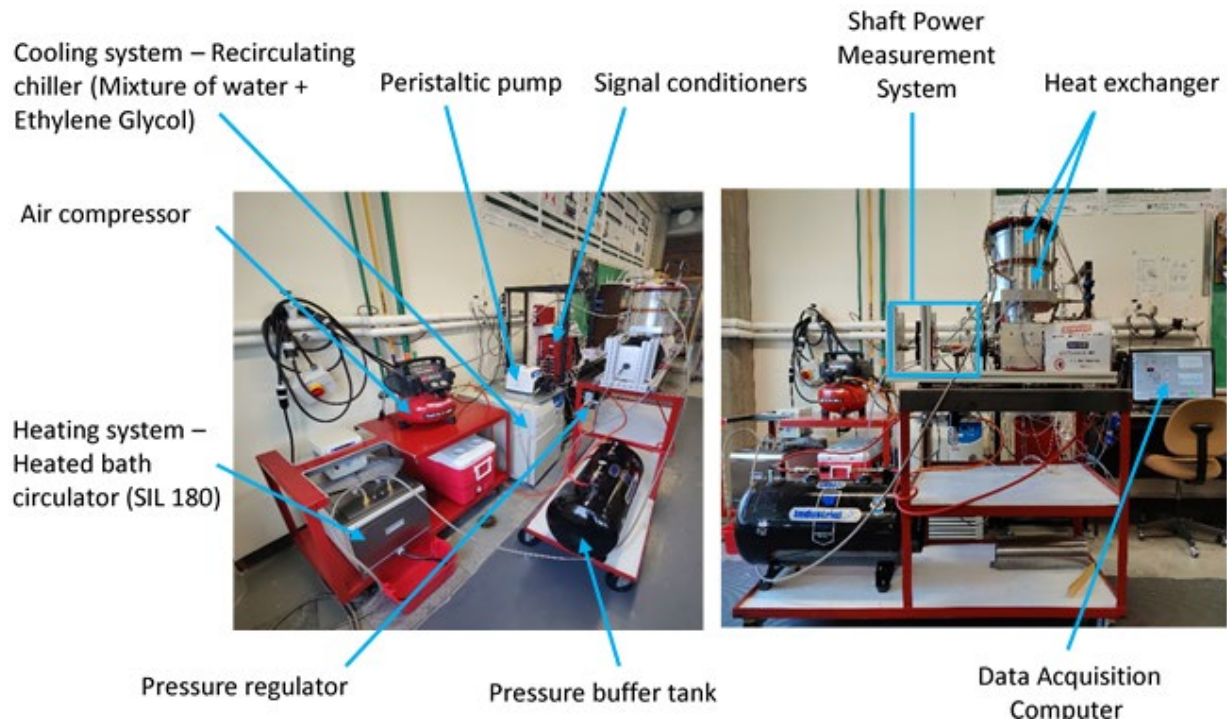 Shaft Power
Measurement
System
Cooling system – Recirculating
chiller (Mixture of water +
Ethylene Glycol)
Peristaltic pump
Signal conditioners
Heat exchanger
Air compressor
Heating system –
Heated bath
circulator (SIL 180)
industrial
Pressure regulator
Pressure buffer tank
Data Acquisition
Computer